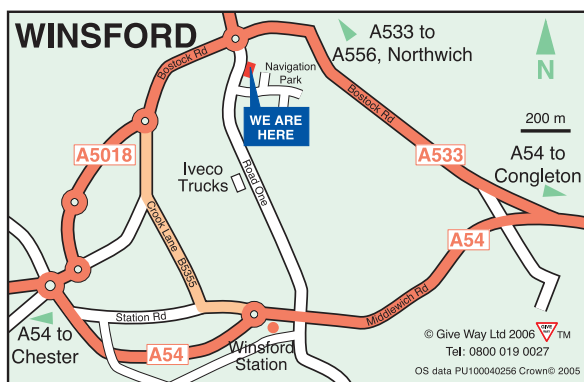 WINSFORD
A533 to
A556, Northwich
N
Bostock Rd
Navigation
Park
Bostock Rd
200 m
WE ARE
HERE
A5018
A533
A54 to
Congleton
Iveco
Trucks
Road One
Crook Lane B5355
A54
Station Rd
Middlewich Rd
A54 to
Chester
A54
Winsford
Station
© Give Way Ltd 2006 GIVE WAY TM
Tel: 0800 019 0027
OS data PU100040256 Crown© 2005